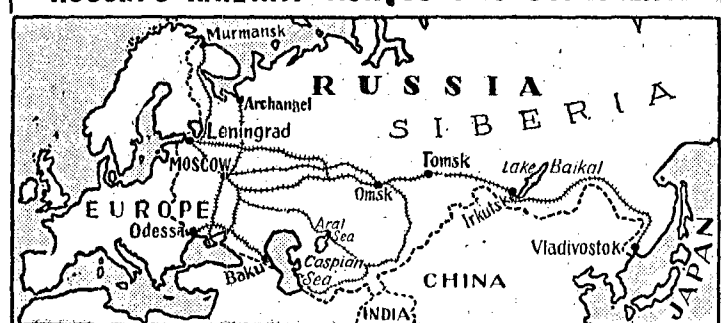 Murmansk
RUSSIA
Archangel
SIBERIA
Leningrad
MOSCOW
Tomsk
Lake Baikal
Omsk
Irkutsk
EUROPE
Odessa
Aral
Sea
Vladivostok
JAPAN
Baku
Caspian
Sea
CHINA
INDIA